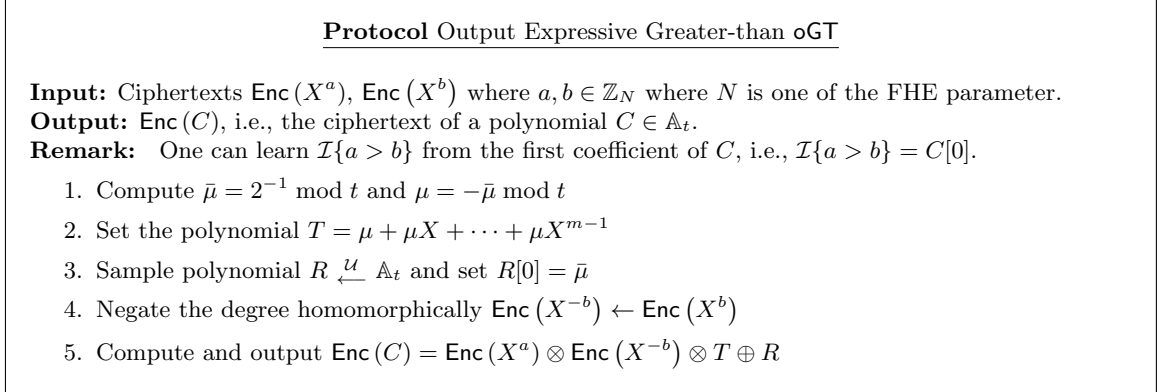 Protocol Output Expressive Greater-than oGT
Input: Ciphertexts Enc (X^a), Enc (X^b) where a, b ∈ ℤ_N where N is one of the FHE parameter.
Output: Enc (C), i.e., the ciphertext of a polynomial C ∈ 𝔸_t.
Remark: One can learn ℐ{a > b} from the first coefficient of C, i.e., ℐ{a > b} = C[0].
1. Compute μ̄ = 2^{-1} mod t and μ = −μ̄ mod t
2. Set the polynomial T = μ + μX + ⋯ + μX^{m−1}
3. Sample polynomial R ←^𝒰 𝔸_t and set R[0] = μ̄
4. Negate the degree homomorphically Enc (X^{−b}) ← Enc (X^b)
5. Compute and output Enc (C) = Enc (X^a) ⊗ Enc (X^{−b}) ⊗ T ⊕ R